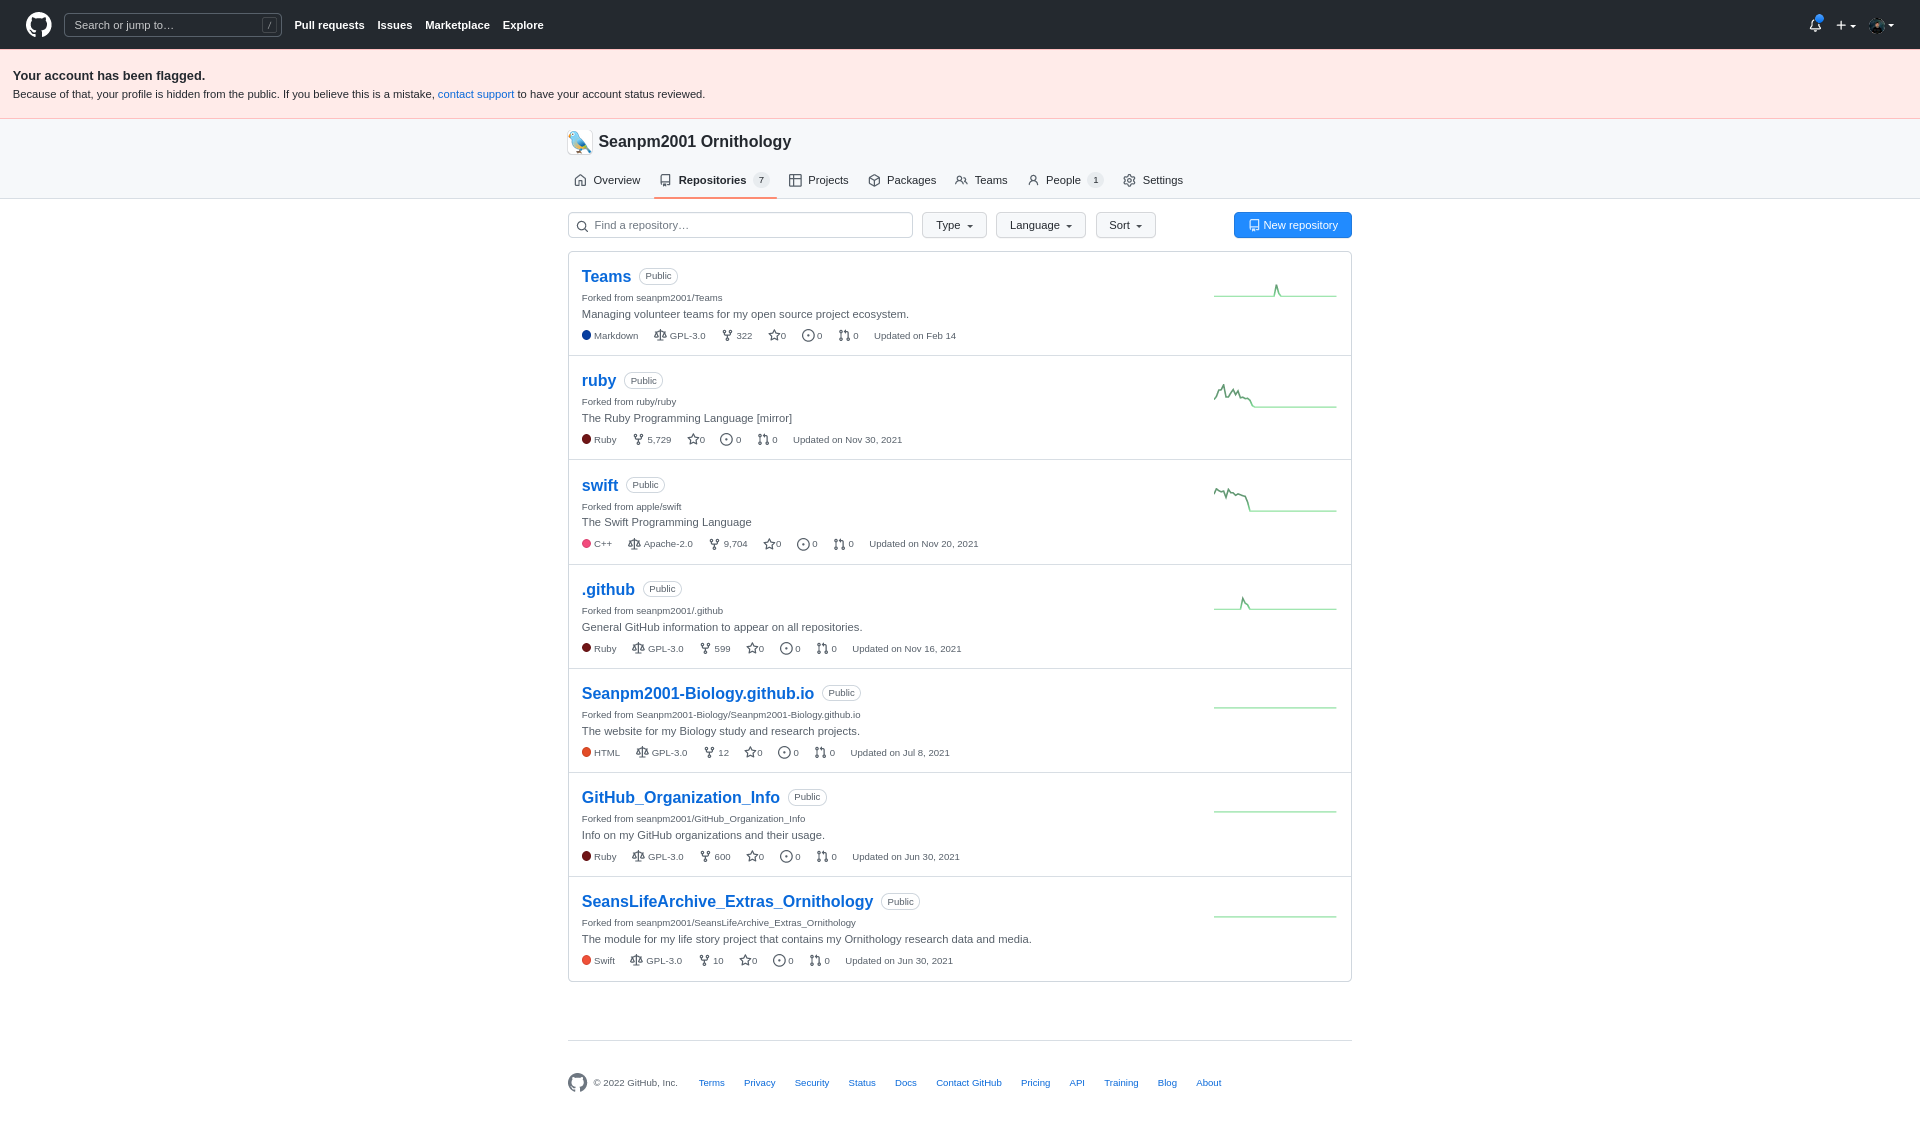 Search or jump to… / Pull requests Issues Marketplace Explore
Your account has been flagged.
Because of that, your profile is hidden from the public. If you believe this is a mistake, contact support to have your account status reviewed.
Seanpm2001 Ornithology
Overview Repositories 7 Projects Packages Teams People 1 Settings
Find a repository… Type Language Sort New repository
Teams Public
Forked from seanpm2001/Teams
Managing volunteer teams for my open source project ecosystem.
Markdown GPL-3.0 322 0 0 0 Updated on Feb 14
ruby Public
Forked from ruby/ruby
The Ruby Programming Language [mirror]
Ruby 5,729 0 0 0 Updated on Nov 30, 2021
swift Public
Forked from apple/swift
The Swift Programming Language
C++ Apache-2.0 9,704 0 0 0 Updated on Nov 20, 2021
.github Public
Forked from seanpm2001/.github
General GitHub information to appear on all repositories.
Ruby GPL-3.0 599 0 0 0 Updated on Nov 16, 2021
Seanpm2001-Biology.github.io Public
Forked from Seanpm2001-Biology/Seanpm2001-Biology.github.io
The website for my Biology study and research projects.
HTML GPL-3.0 12 0 0 0 Updated on Jul 8, 2021
GitHub_Organization_Info Public
Forked from seanpm2001/GitHub_Organization_Info
Info on my GitHub organizations and their usage.
Ruby GPL-3.0 600 0 0 0 Updated on Jun 30, 2021
SeansLifeArchive_Extras_Ornithology Public
Forked from seanpm2001/SeansLifeArchive_Extras_Ornithology
The module for my life story project that contains my Ornithology research data and media.
Swift GPL-3.0 10 0 0 0 Updated on Jun 30, 2021
© 2022 GitHub, Inc. Terms Privacy Security Status Docs Contact GitHub Pricing API Training Blog About